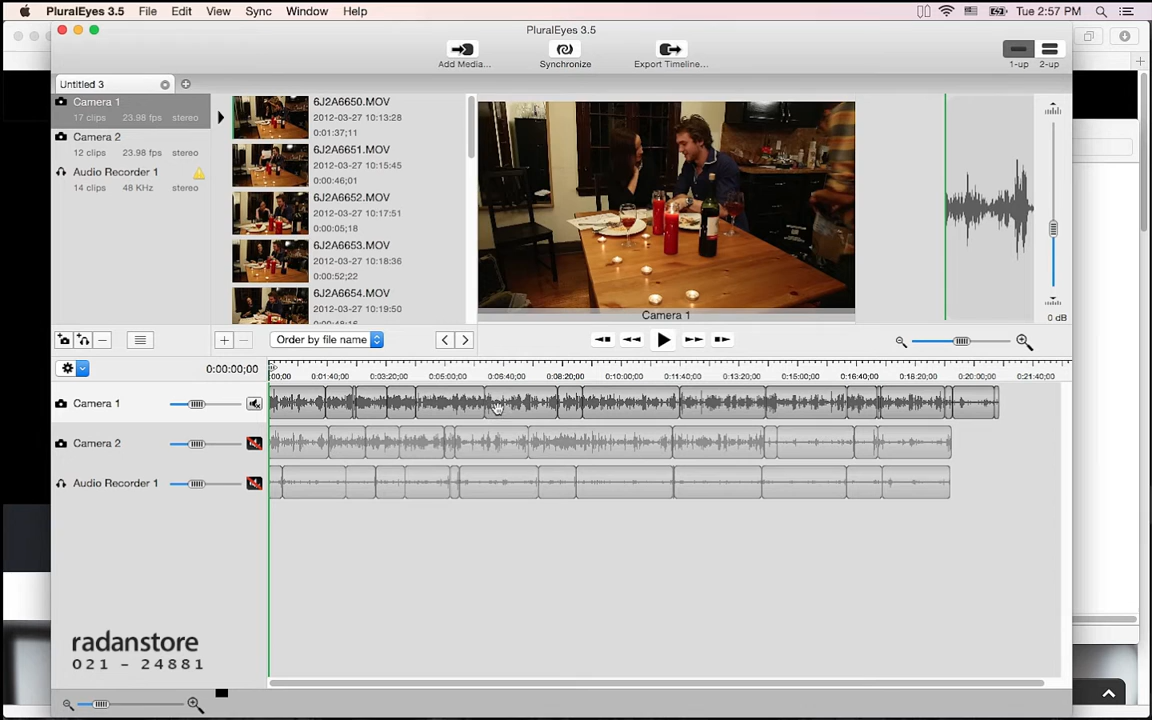 PluralEyes 3.5 File Edit View Sync Window Help Tue 2:57 PM
PluralEyes 3.5
Add Media... Synchronize Export Timeline... 1-up 2-up
Untitled 3
Camera 1
17 clips 23.98 fps stereo
Camera 2
12 clips 23.98 fps stereo
Audio Recorder 1
14 clips 48 KHz stereo
6J2A6650.MOV
2012-03-27 10:13:28
0:01:37;11
6J2A6651.MOV
2012-03-27 10:15:45
0:00:46;01
6J2A6652.MOV
2012-03-27 10:17:51
0:00:05;18
6J2A6653.MOV
2012-03-27 10:18:36
0:00:52;22
6J2A6654.MOV
2012-03-27 10:19:50
Camera 1
0 dB
Order by file name
0:00:00;00
:00;00 0:01:40;00 0:03:20;00 0:05:00;00 0:06:40;00 0:08:20;00 0:10:00;00 0:11:40;00 0:13:20;00 0:15:00;00 0:16:40;00 0:18:20;00 0:20:00;00 0:21:40;00
Camera 1
Camera 2
Audio Recorder 1
radanstore
021 - 24881